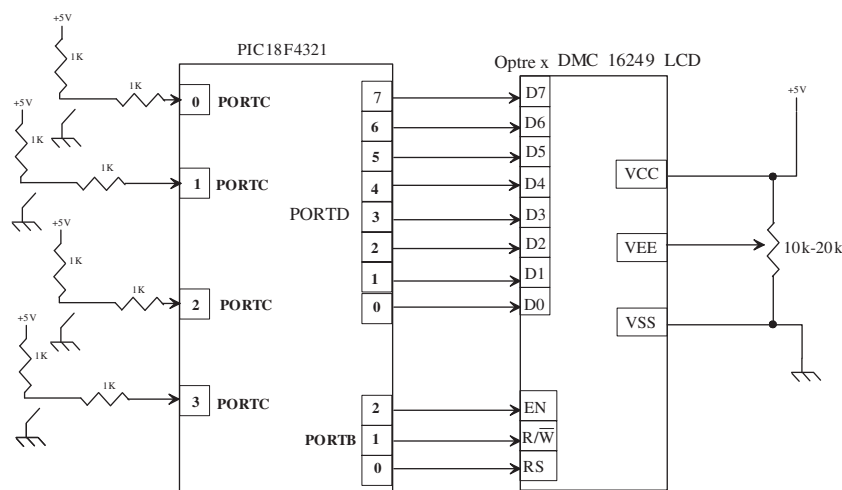 +5V
PIC18F4321
Optre x DMC 16249 LCD
1K
1K
0 PORTC
7
D7
+5V
+5V
6
D6
1K
5
D5
1K
1 PORTC
4
D4
VCC
PORTD
3
D3
+5V
2
D2
VEE
10k-20k
1K
1
D1
1K
2 PORTC
0
D0
+5V
VSS
1K
1K
3 PORTC
2
EN
PORTB
1
R/W̅
0
RS